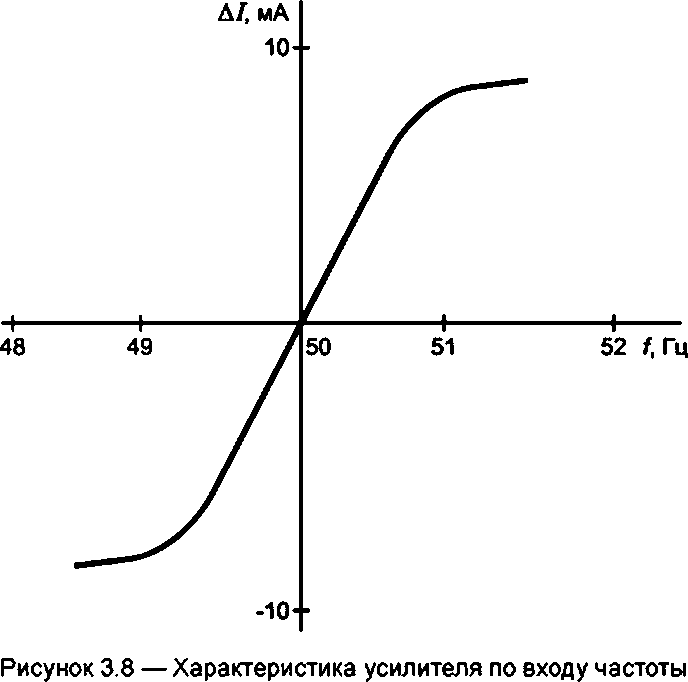 ΔI, мА
10
48 49 50 51 52 f, Гц
-10
Рисунок 3.8 — Характеристика усилителя по входу частоты